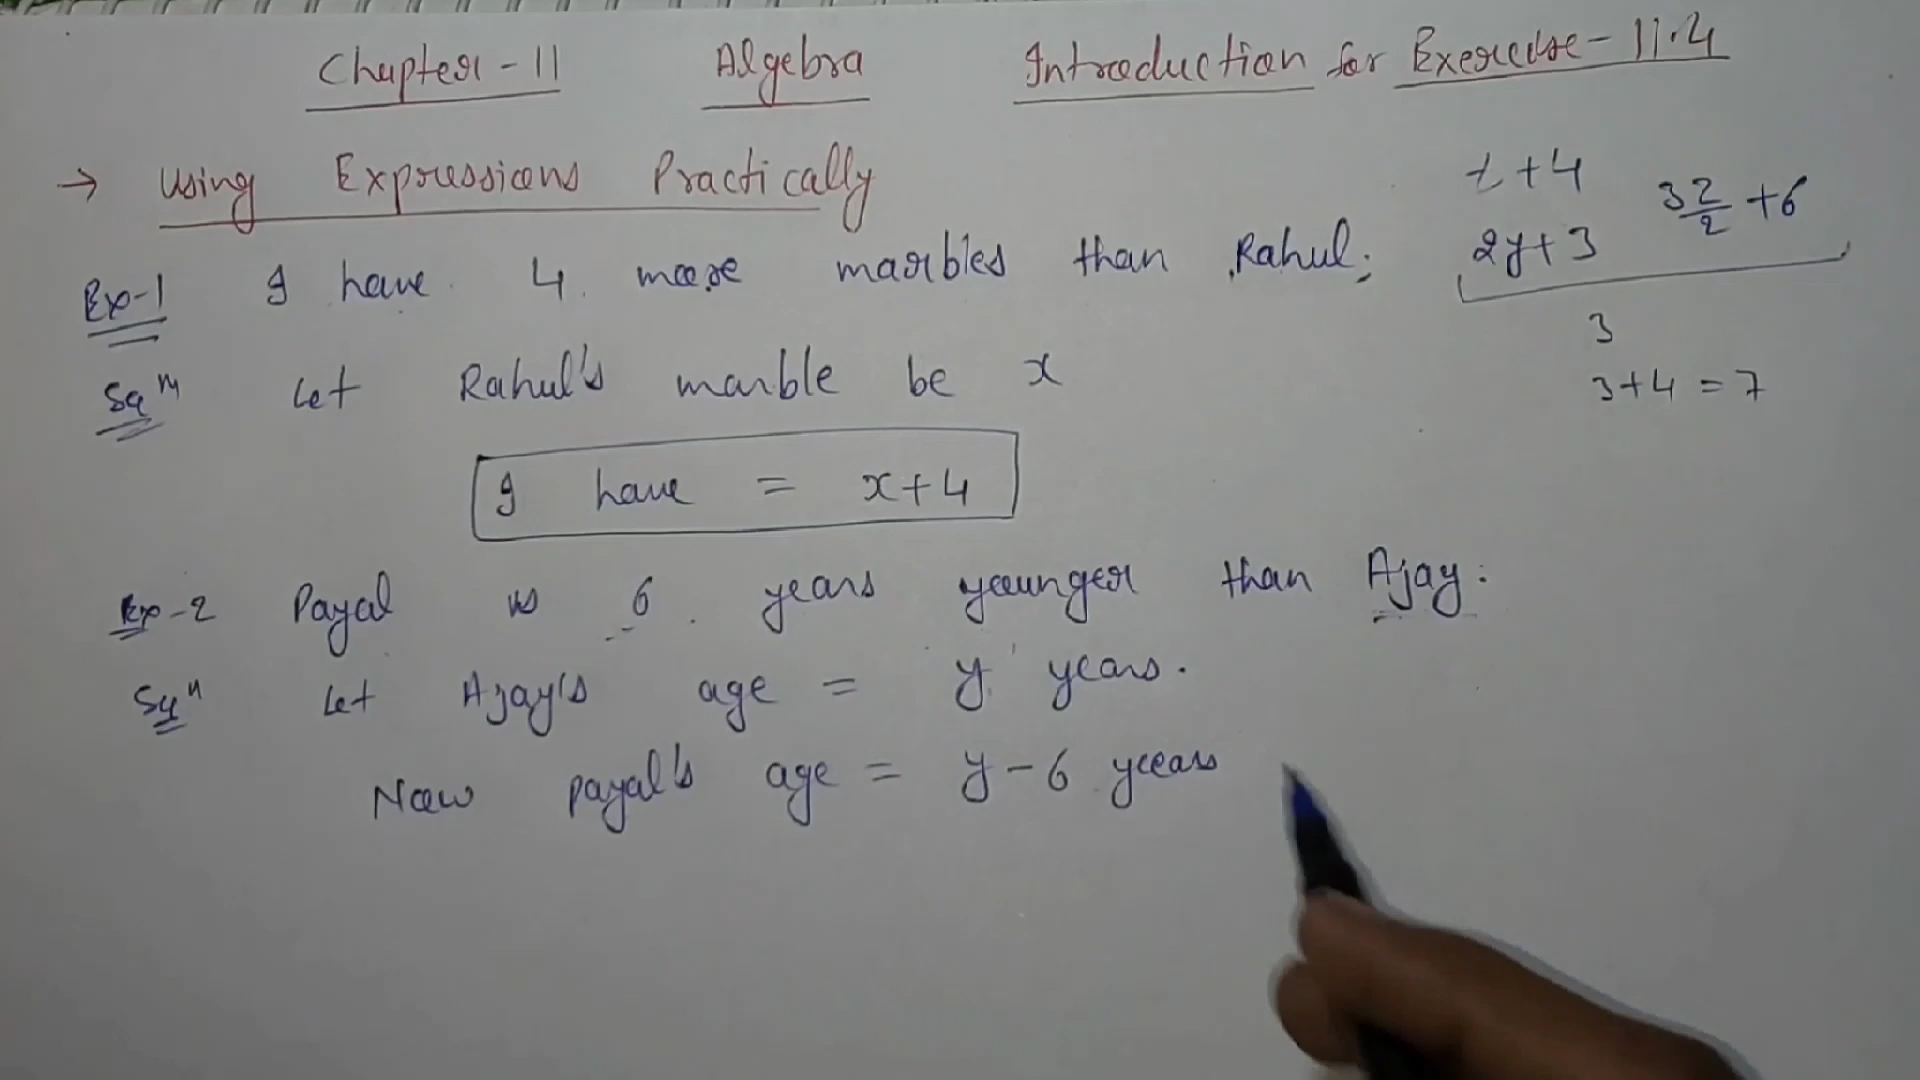 Chapter - 11 Algebra Introduction for Exercise - 11.4
→ Using Expressions Practically
Ex-1 I have 4 more marbles than Rahul.
Solⁿ Let Rahul's marble be x
I have = x+4
Ex-2 Payal is 6 years younger than Ajay.
Solⁿ Let Ajay's age = y years.
Now Payal's age = y-6 years
t+4
2y+3 3z/2 +6
3
3+4 = 7